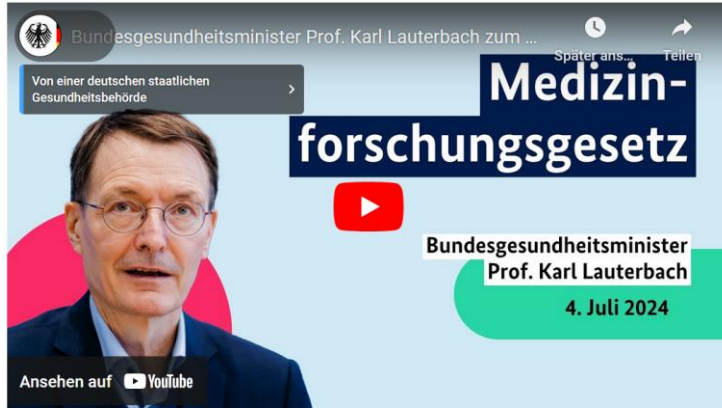 Bundesgesundheitsminister Prof. Karl Lauterbach zum ...
Später ans...
Teilen
Von einer deutschen staatlichen
Gesundheitsbehörde
Medizin-
forschungsgesetz
Bundesgesundheitsminister
Prof. Karl Lauterbach
4. Juli 2024
Ansehen auf YouTube